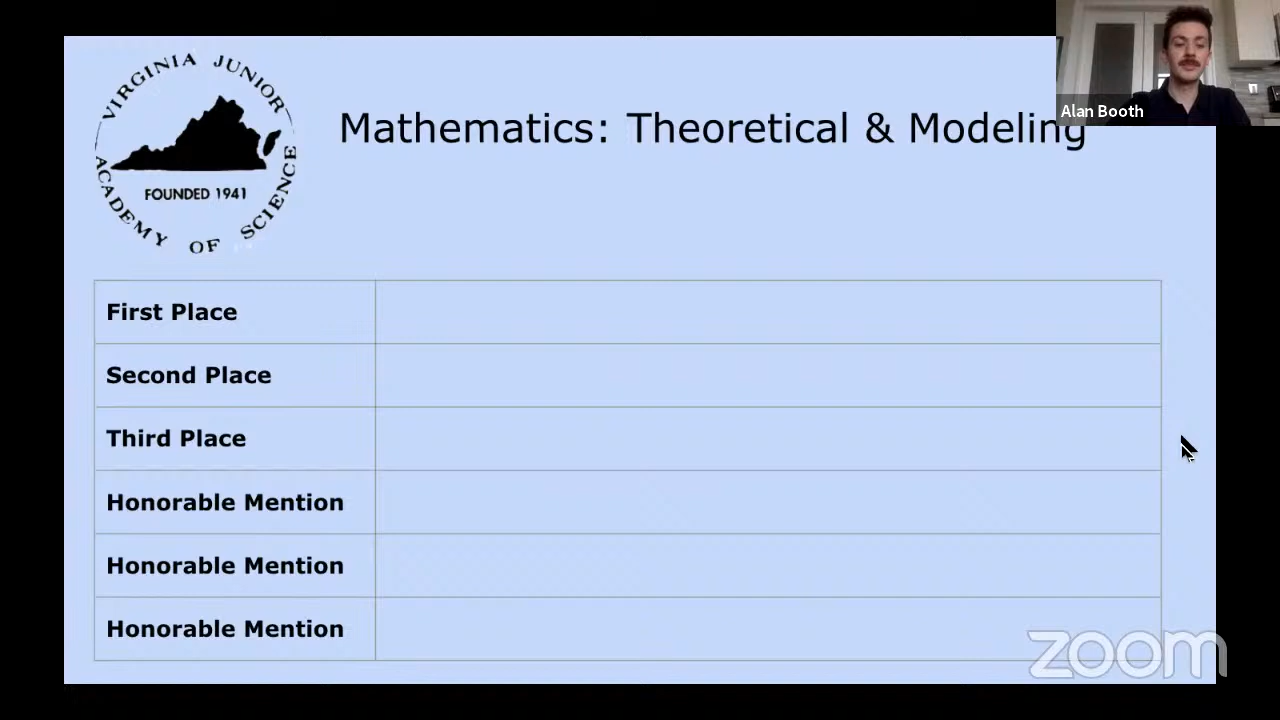 VIRGINIA JUNIOR
ACADEMY OF SCIENCE
FOUNDED 1941
Mathematics: Theoretical & Modeling
Alan Booth
First Place
Second Place
Third Place
Honorable Mention
Honorable Mention
Honorable Mention
zoom